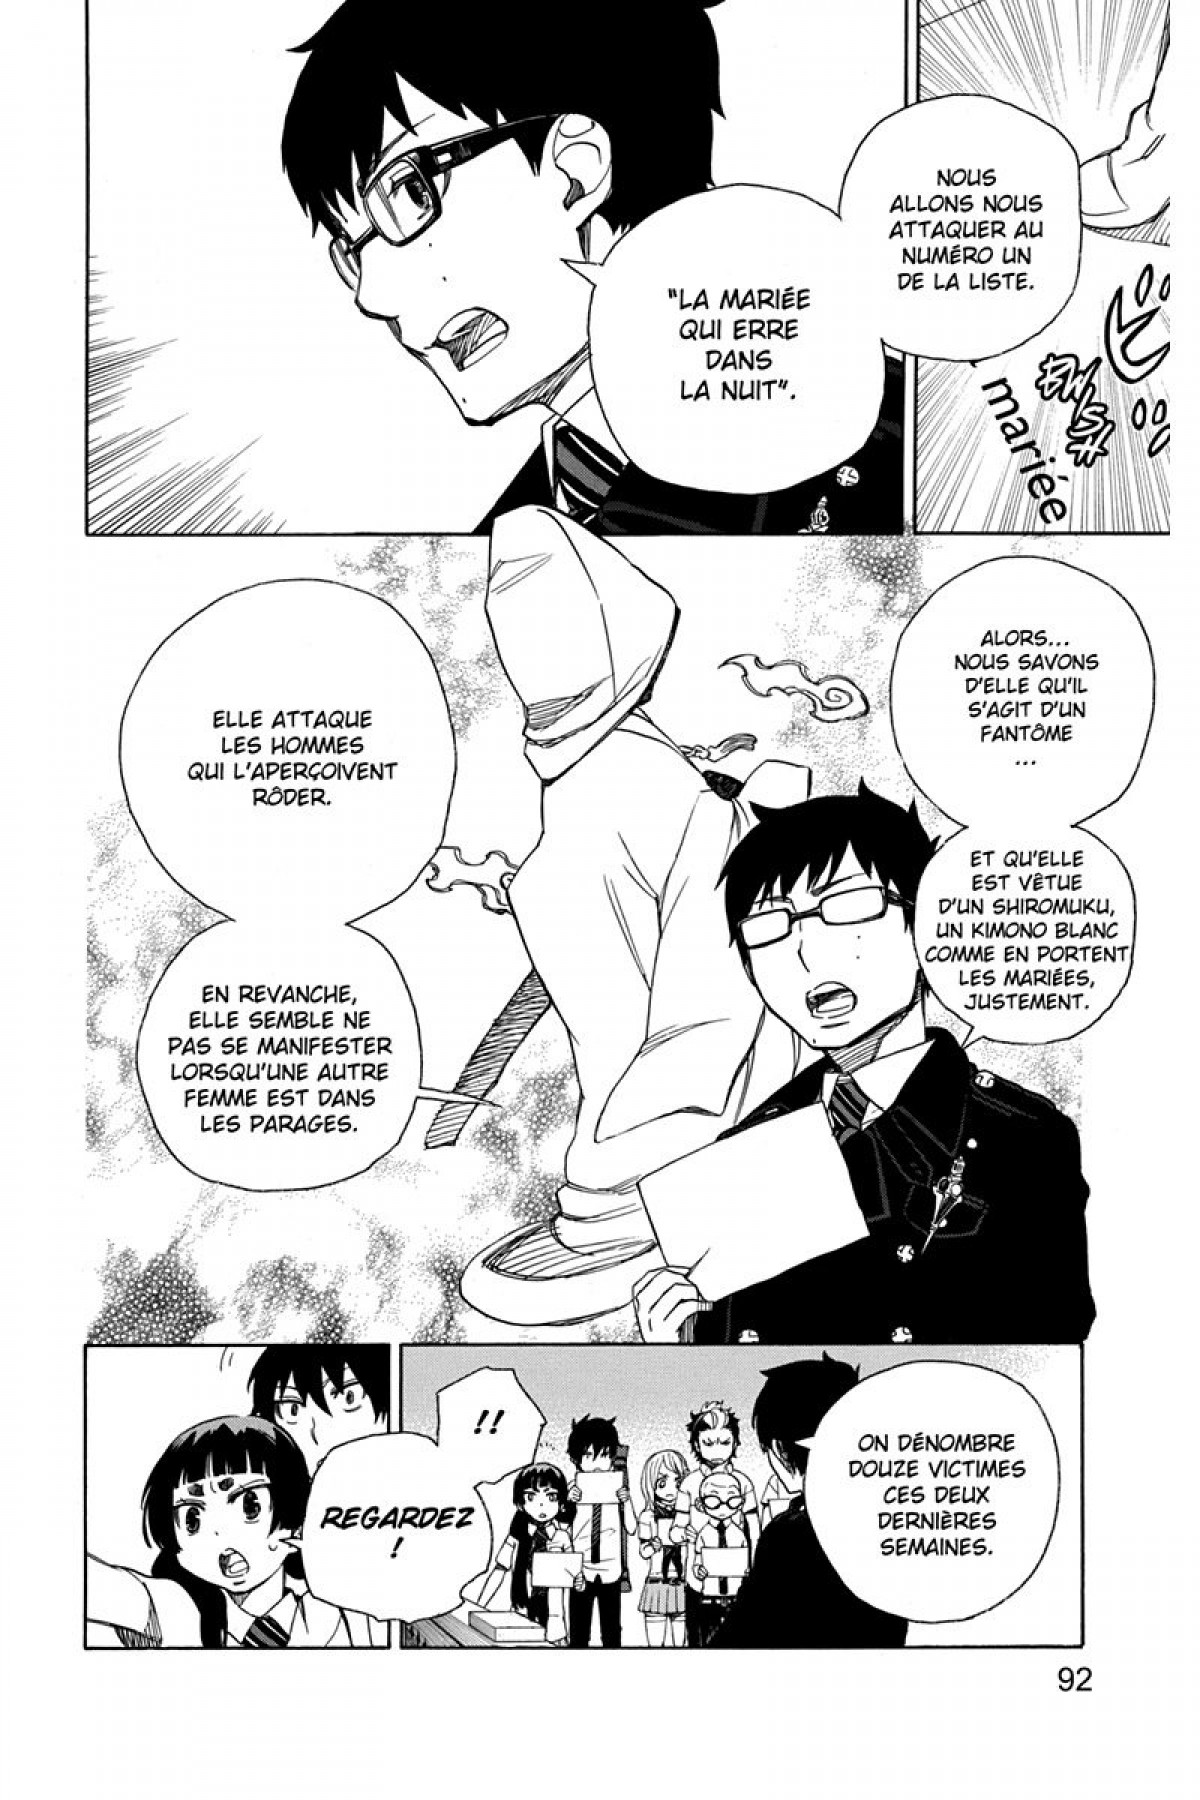 NOUS
ALLONS NOUS
ATTAQUER AU
NUMÉRO UN
DE LA LISTE.
BWSH
mariée
"LA MARIÉE
QUI ERRE
DANS
LA NUIT".
ALORS...
NOUS SAVONS
D'ELLE QU'IL
S'AGIT D'UN
FANTÔME
...
ET QU'ELLE
EST VÊTUE
D'UN SHIROMUKU,
UN KIMONO BLANC
COMME EN PORTENT
LES MARIÉES,
JUSTEMENT.
ELLE ATTAQUE
LES HOMMES
QUI L'APERÇOIVENT
RÔDER.
EN REVANCHE,
ELLE SEMBLE NE
PAS SE MANIFESTER
LORSQU'UNE AUTRE
FEMME EST DANS
LES PARAGES.
ON DÉNOMBRE
DOUZE VICTIMES
CES DEUX
DERNIÈRES
SEMAINES.
!!
REGARDEZ
!
92